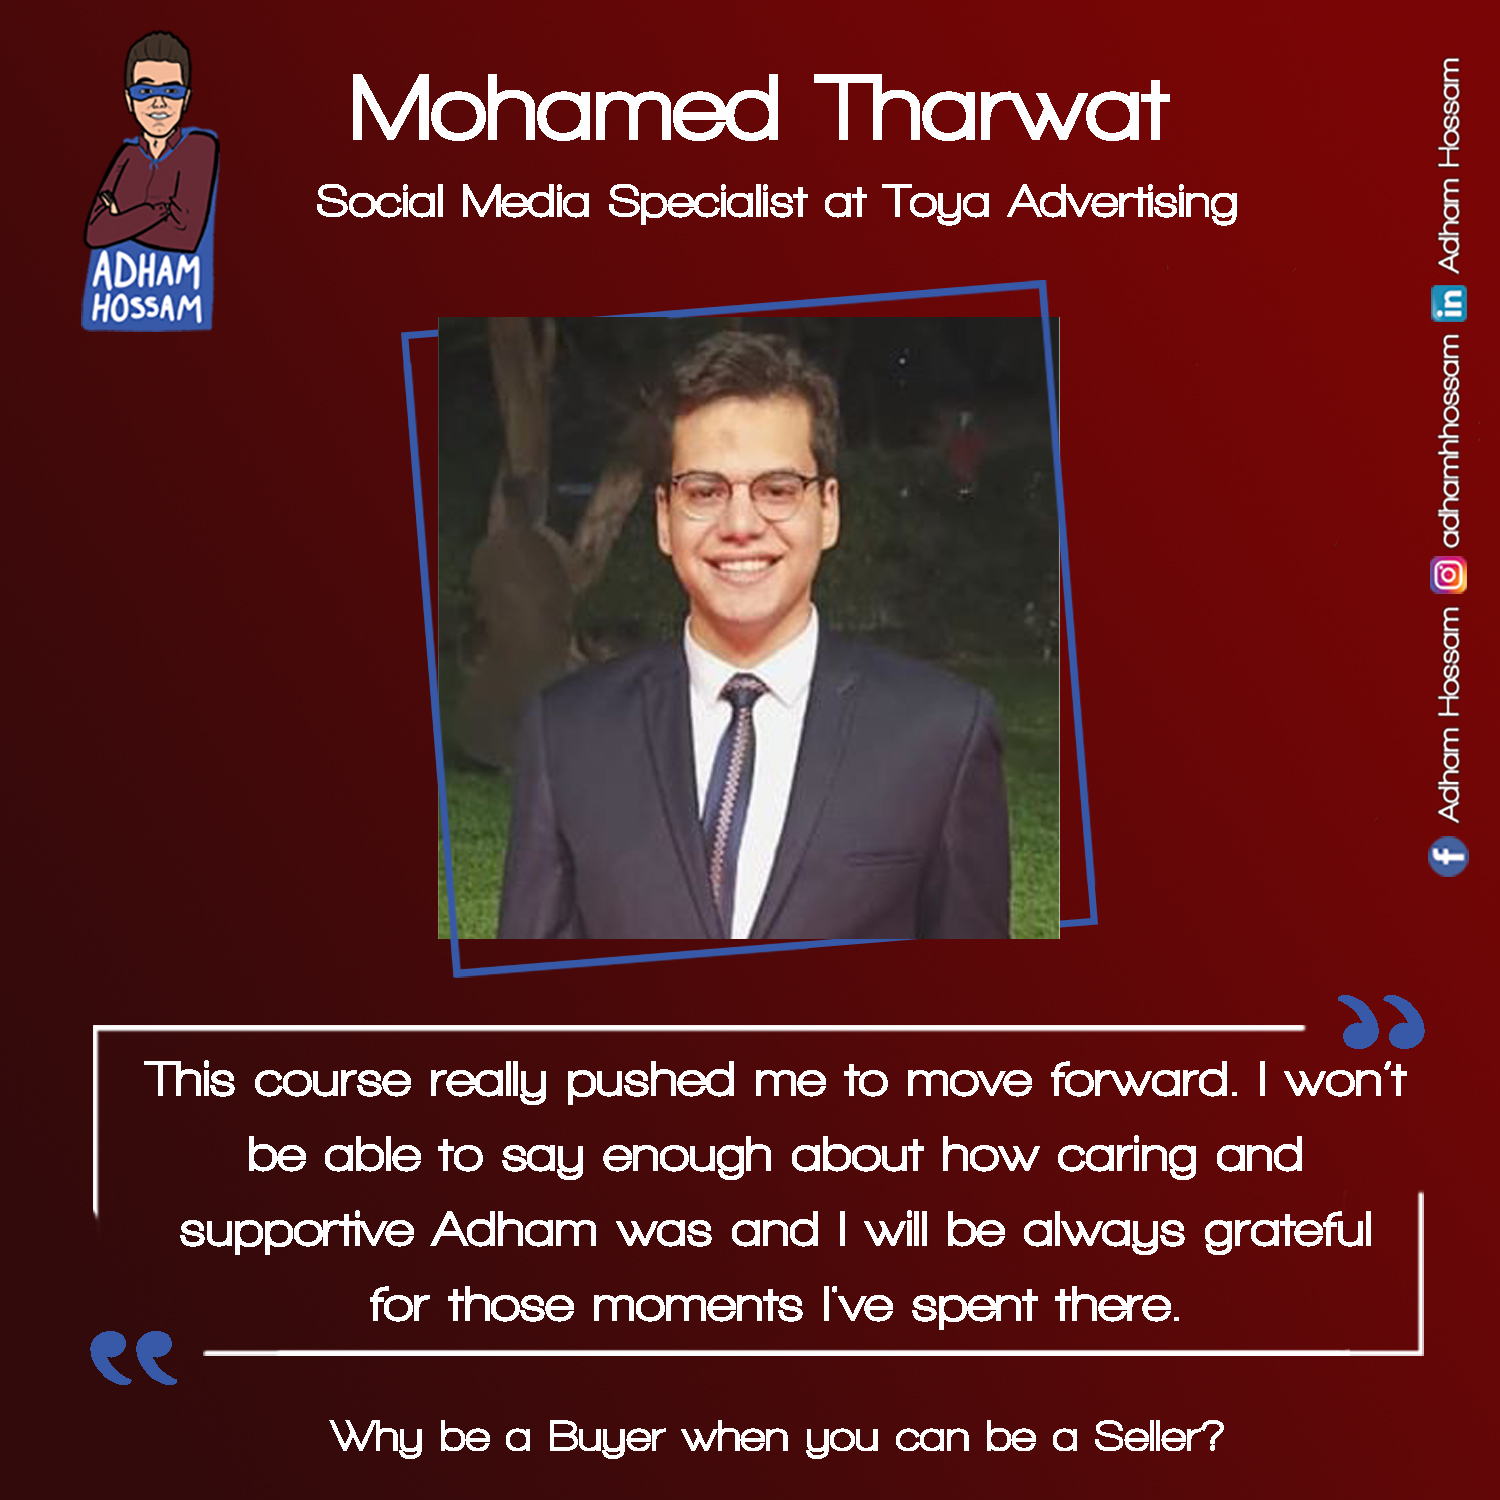 Mohamed Tharwat
Social Media Specialist at Toya Advertising
ADHAM
HOSSAM
This course really pushed me to move forward. I won't
be able to say enough about how caring and
supportive Adham was and I will be always grateful
for those moments I've spent there.
Why be a Buyer when you can be a Seller?
f Adham Hossam
adhamhhossam
in Adham Hossam